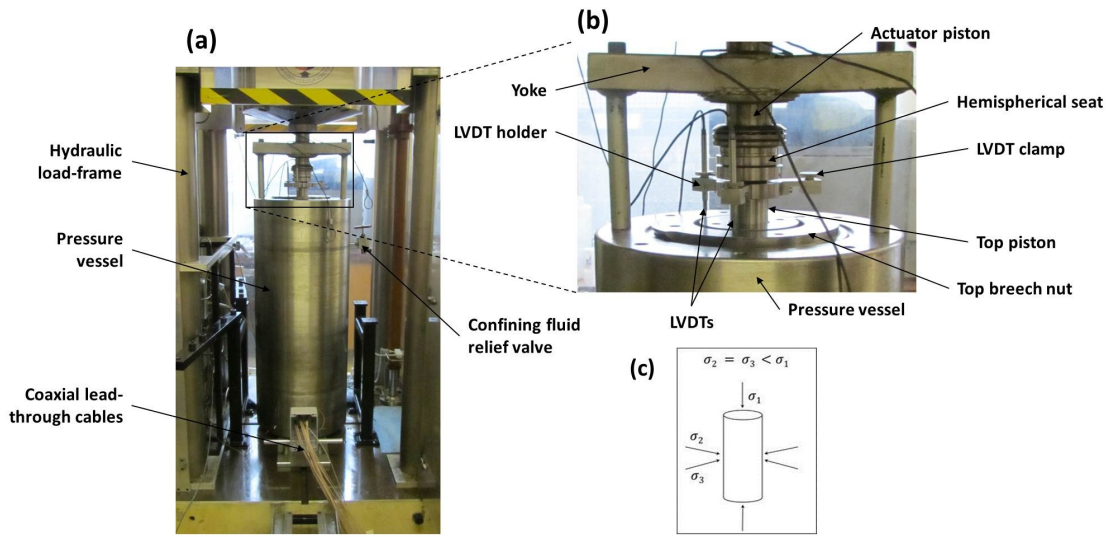 (a)
Hydraulic
load-frame
Pressure
vessel
Coaxial lead-
through cables
Confining fluid
relief valve
(b)
Actuator piston
Yoke
Hemispherical seat
LVDT holder
LVDT clamp
Top piston
Top breech nut
LVDTs
Pressure vessel
(c)
σ₂ = σ₃ < σ₁
σ₁
σ₂
σ₃